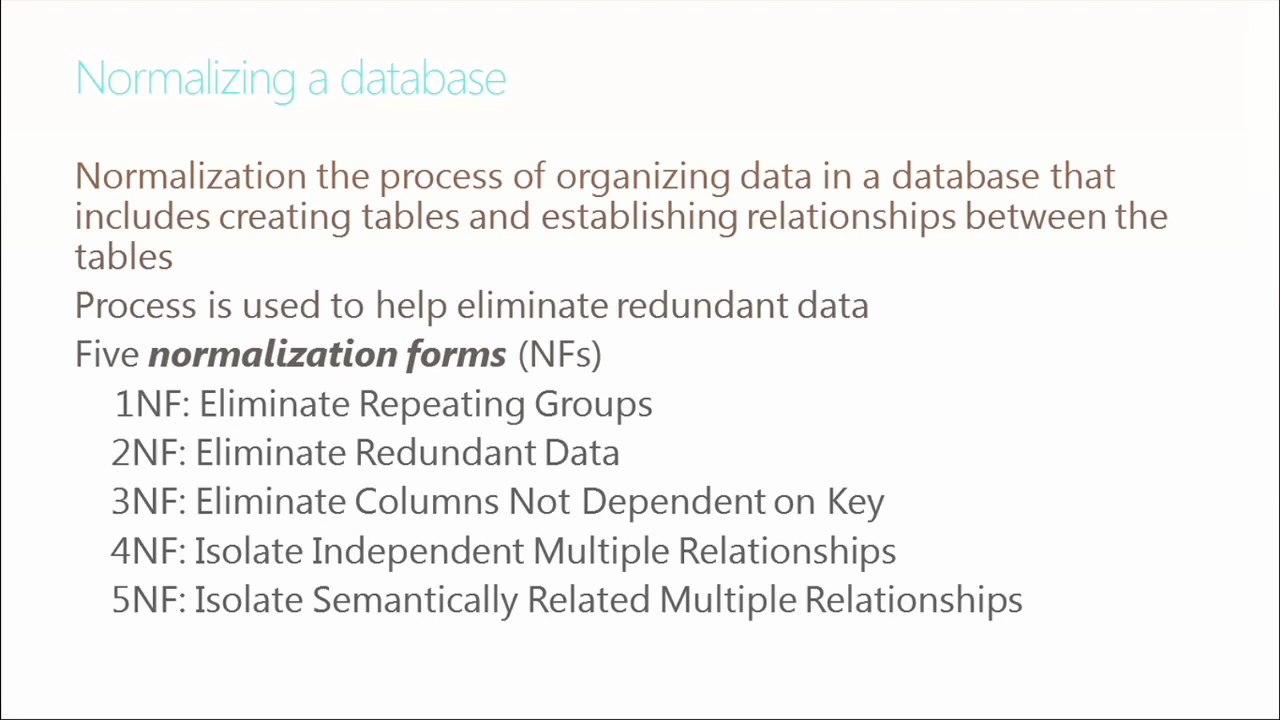 Normalizing a database
Normalization the process of organizing data in a database that
includes creating tables and establishing relationships between the
tables
Process is used to help eliminate redundant data
Five normalization forms (NFs)
1NF: Eliminate Repeating Groups
2NF: Eliminate Redundant Data
3NF: Eliminate Columns Not Dependent on Key
4NF: Isolate Independent Multiple Relationships
5NF: Isolate Semantically Related Multiple Relationships